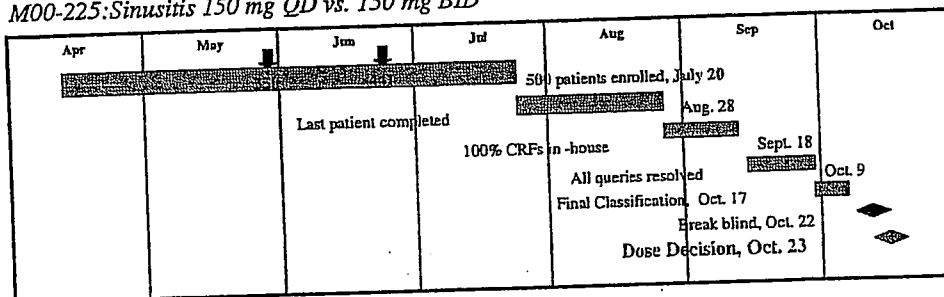 M00-225:Sinusitis 150 mg QD vs. 150 mg BID
Apr May Jun Jul Aug Sep Oct
500 patients enrolled, July 20
Last patient completed Aug. 28
100% CRFs in -house Sept. 18
All queries resolved Oct. 9
Final Classification, Oct. 17
Break blind, Oct. 22
Dose Decision, Oct. 23